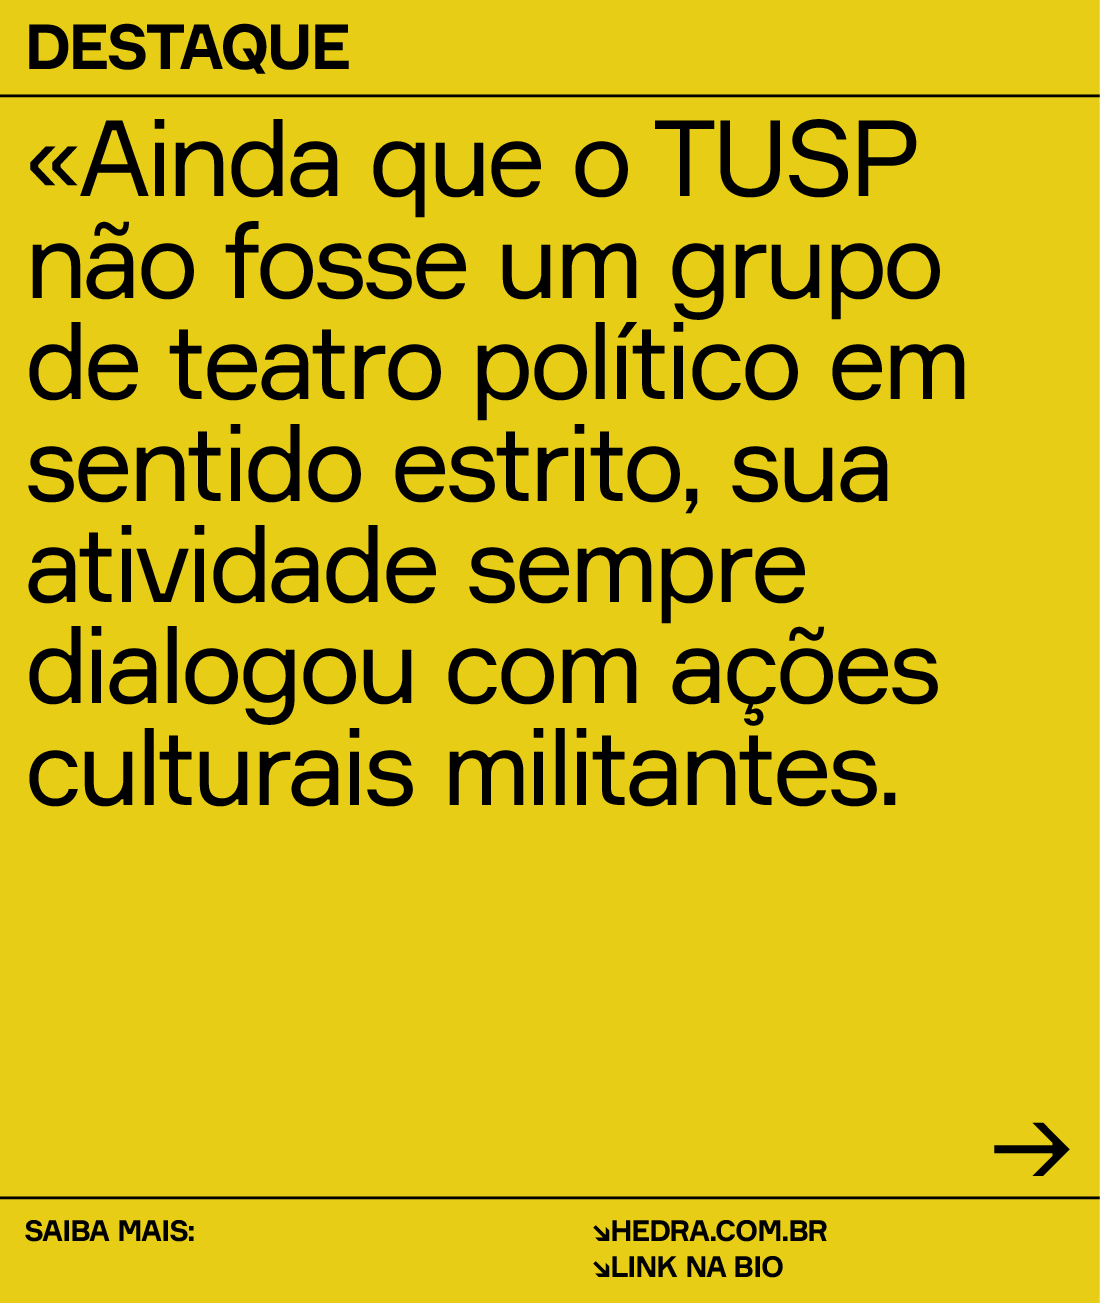 DESTAQUE
«Ainda que o TUSP
não fosse um grupo
de teatro político em
sentido estrito, sua
atividade sempre
dialogou com ações
culturais militantes.
→
SAIBA MAIS:
↘HEDRA.COM.BR
↘LINK NA BIO